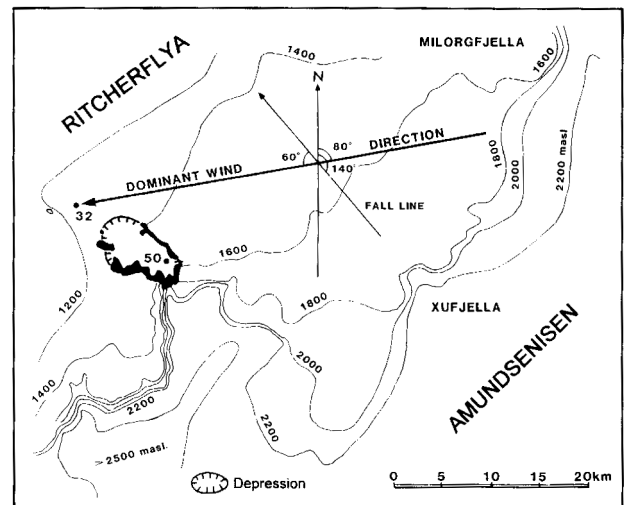 1400
MILORGFJELLA
RITCHERFLYA
N
1600
60°
80°
DOMINANT WIND DIRECTION
140°
1800
2000
2200 masl
32
FALL LINE
50
1600
1200
1800
XUFJELLA
AMUNDSENISEN
2000
1400
2200
2200
>2500 masl.
Depression
0 5 10 15 20km